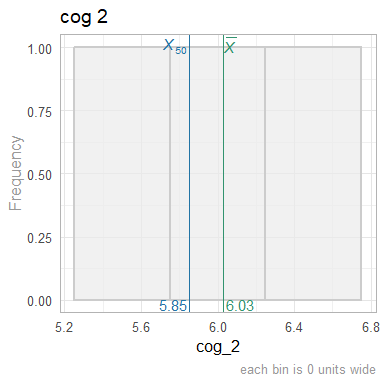 cog 2
1.00
0.75
0.50
0.25
0.00
Frequency
X50
X̅
5.85
6.03
5.2
5.6
6.0
6.4
6.8
cog_2
each bin is 0 units wide